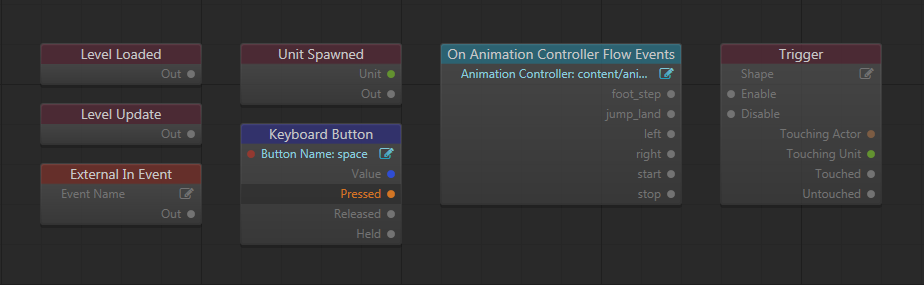 Level Loaded
Out
Level Update
Out
External In Event
Event Name
Out
Unit Spawned
Unit
Out
Keyboard Button
Button Name: space
Value
Pressed
Released
Held
On Animation Controller Flow Events
Animation Controller: content/ani...
foot_step
jump_land
left
right
start
stop
Trigger
Shape
Enable
Disable
Touching Actor
Touching Unit
Touched
Untouched